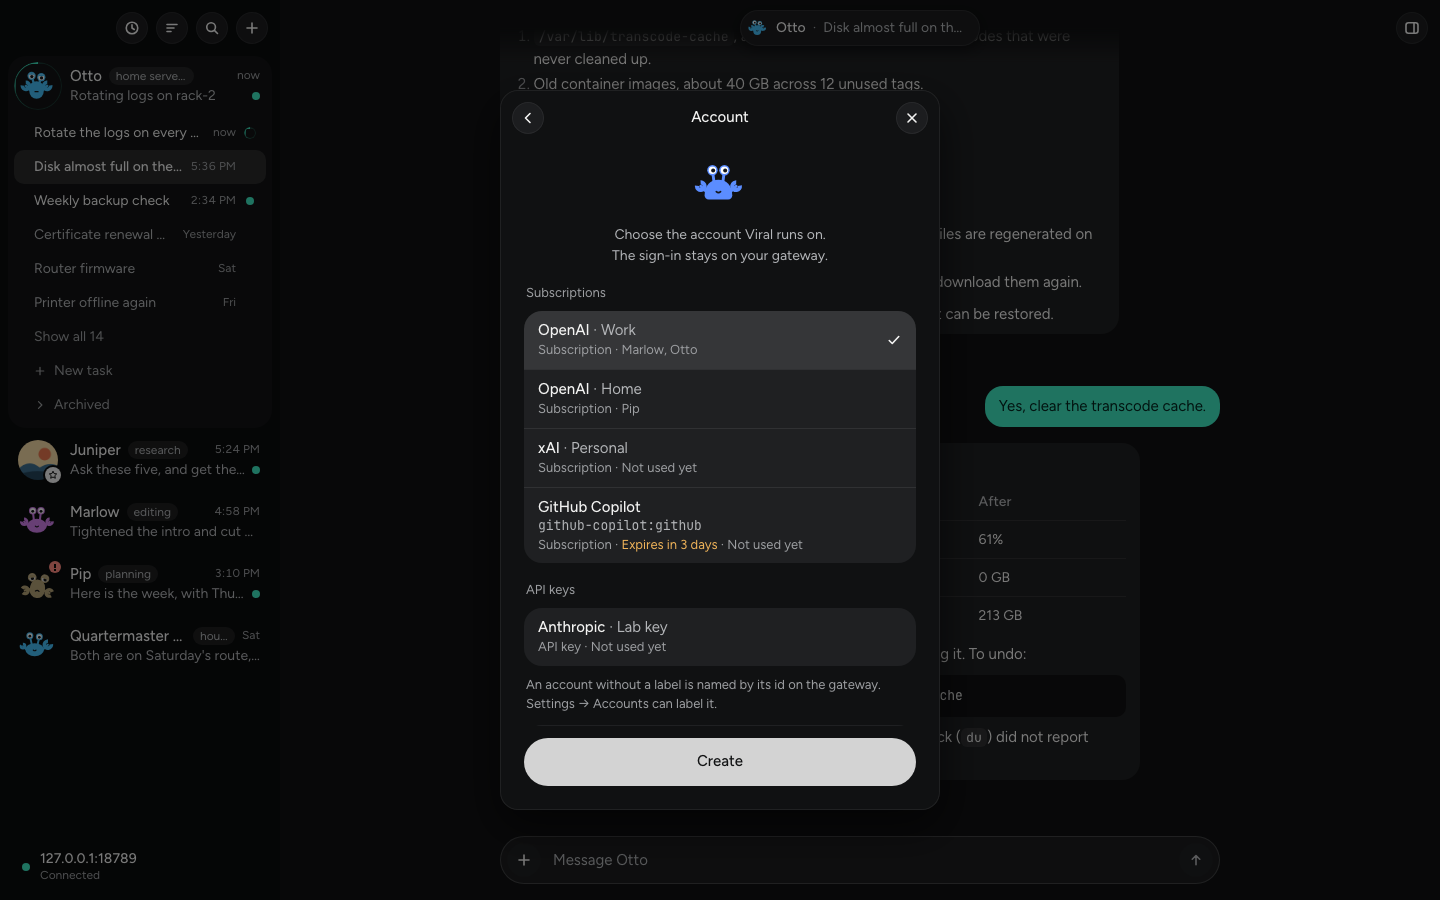 Otto home serve... now
Rotating logs on rack-2
Rotate the logs on every ... now
Disk almost full on the... 5:36 PM
Weekly backup check 2:34 PM
Certificate renewal ... Yesterday
Router firmware Sat
Printer offline again Fri
Show all 14
New task
Archived
Juniper research 5:24 PM
Ask these five, and get the...
Marlow editing 4:58 PM
Tightened the intro and cut ...
Pip planning 3:10 PM
Here is the week, with Thu...
Quartermaster ... hou... Sat
Both are on Saturday's route,...
127.0.0.1:18789
Connected
Otto · Disk almost full on th...
1. /var/lib/transcode-cache, des that were
never cleaned up.
2. Old container images, about 40 GB across 12 unused tags.
iles are regenerated on
download them again.
can be restored.
Yes, clear the transcode cache.
After
61%
0 GB
213 GB
g it. To undo:
che
ck (du) did not report
Message Otto
Account
Choose the account Viral runs on.
The sign-in stays on your gateway.
Subscriptions
OpenAI · Work
Subscription · Marlow, Otto
OpenAI · Home
Subscription · Pip
xAI · Personal
Subscription · Not used yet
GitHub Copilot
github-copilot:github
Subscription · Expires in 3 days · Not used yet
API keys
Anthropic · Lab key
API key · Not used yet
An account without a label is named by its id on the gateway.
Settings → Accounts can label it.
Create